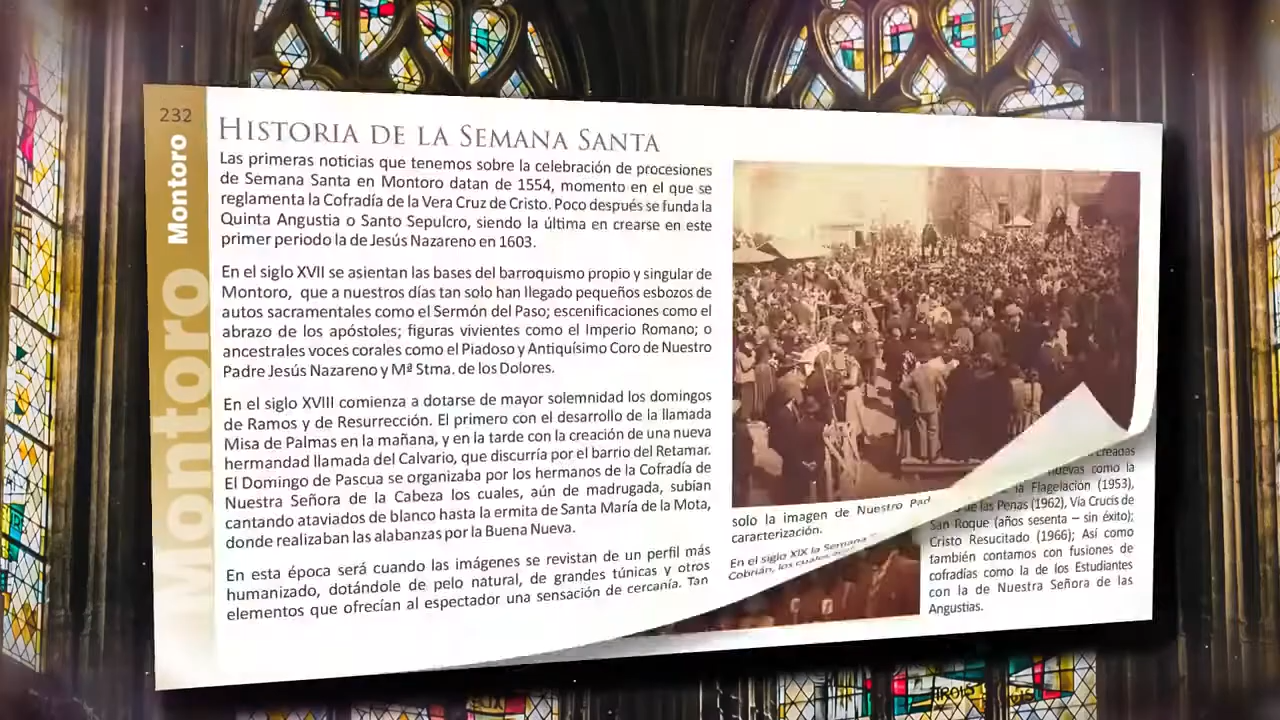 232
Montoro
Montoro
HISTORIA DE LA SEMANA SANTA
Las primeras noticias que tenemos sobre la celebración de procesiones
de Semana Santa en Montoro datan de 1554, momento en el que se
reglamenta la Cofradía de la Vera Cruz de Cristo. Poco después se funda la
Quinta Angustia o Santo Sepulcro, siendo la última en crearse en este
primer periodo la de Jesús Nazareno en 1603.
En el siglo XVII se asientan las bases del barroquismo propio y singular de
Montoro, que a nuestros días tan solo han llegado pequeños esbozos de
autos sacramentales como el Sermón del Paso; escenificaciones como el
abrazo de los apóstoles; figuras vivientes como el Imperio Romano; o
ancestrales voces corales como el Piadoso y Antiquísimo Coro de Nuestro
Padre Jesús Nazareno y Mª Stma. de los Dolores.
En el siglo XVIII comienza a dotarse de mayor solemnidad los domingos
de Ramos y de Resurrección. El primero con el desarrollo de la llamada
Misa de Palmas en la mañana, y en la tarde con la creación de una nueva
hermandad llamada del Calvario, que discurría por el barrio del Retamar.
El Domingo de Pascua se organizaba por los hermanos de la Cofradía de
Nuestra Señora de la Cabeza los cuales, aún de madrugada, subían
cantando ataviados de blanco hasta la ermita de Santa María de la Mota,
donde realizaban las alabanzas por la Buena Nueva.
En esta época será cuando las imágenes se revistan de un perfil más
humanizado, dotándole de pelo natural, de grandes túnicas y otros
elementos que ofrecían al espectador una sensación de cercanía. Tan
solo la imagen de Nuestro Pad
caracterización.
En el siglo XIX la Semana
Cobrián, los cuales
creadas
nuevas como la
la Flagelación (1953),
de las Penas (1962), Vía Crucis de
San Roque (años sesenta – sin éxito);
Cristo Resucitado (1966); Así como
también contamos con fusiones de
cofradías como la de los Estudiantes
con la de Nuestra Señora de las
Angustias.